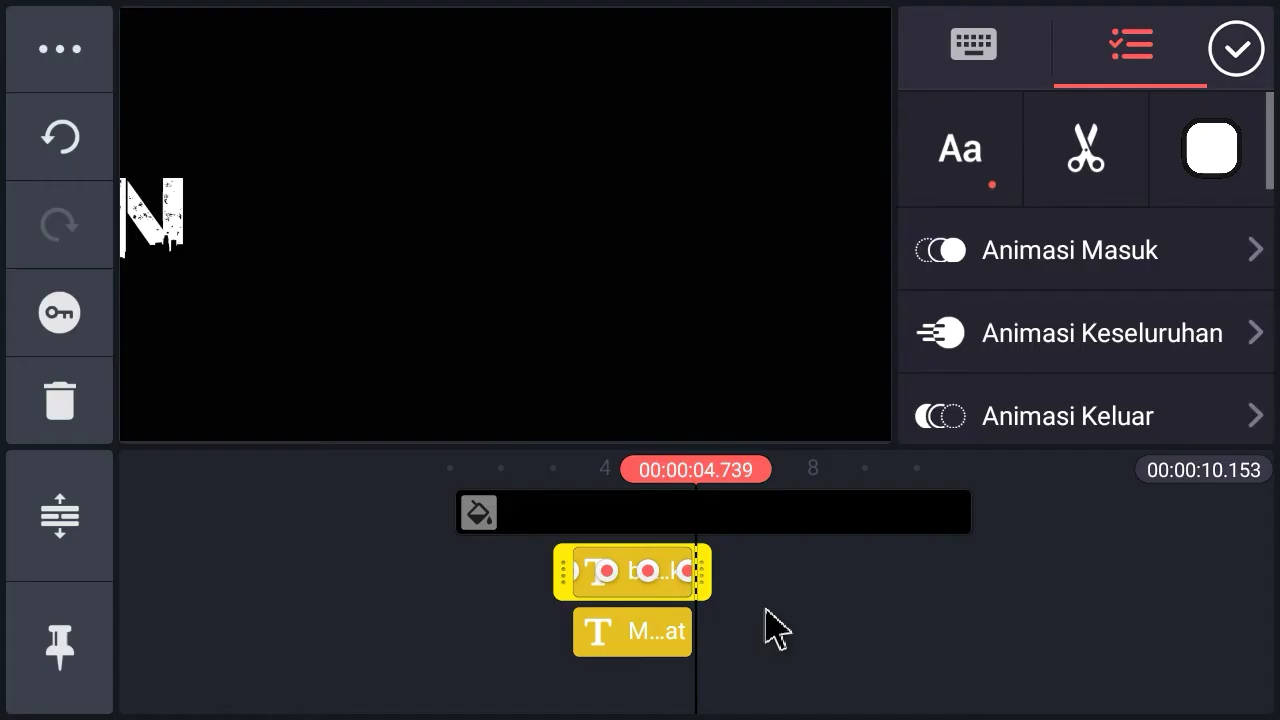 N
Aa
Animasi Masuk
Animasi Keseluruhan
Animasi Keluar
4
00:00:04.739
8
00:00:10.153
T
T M...at